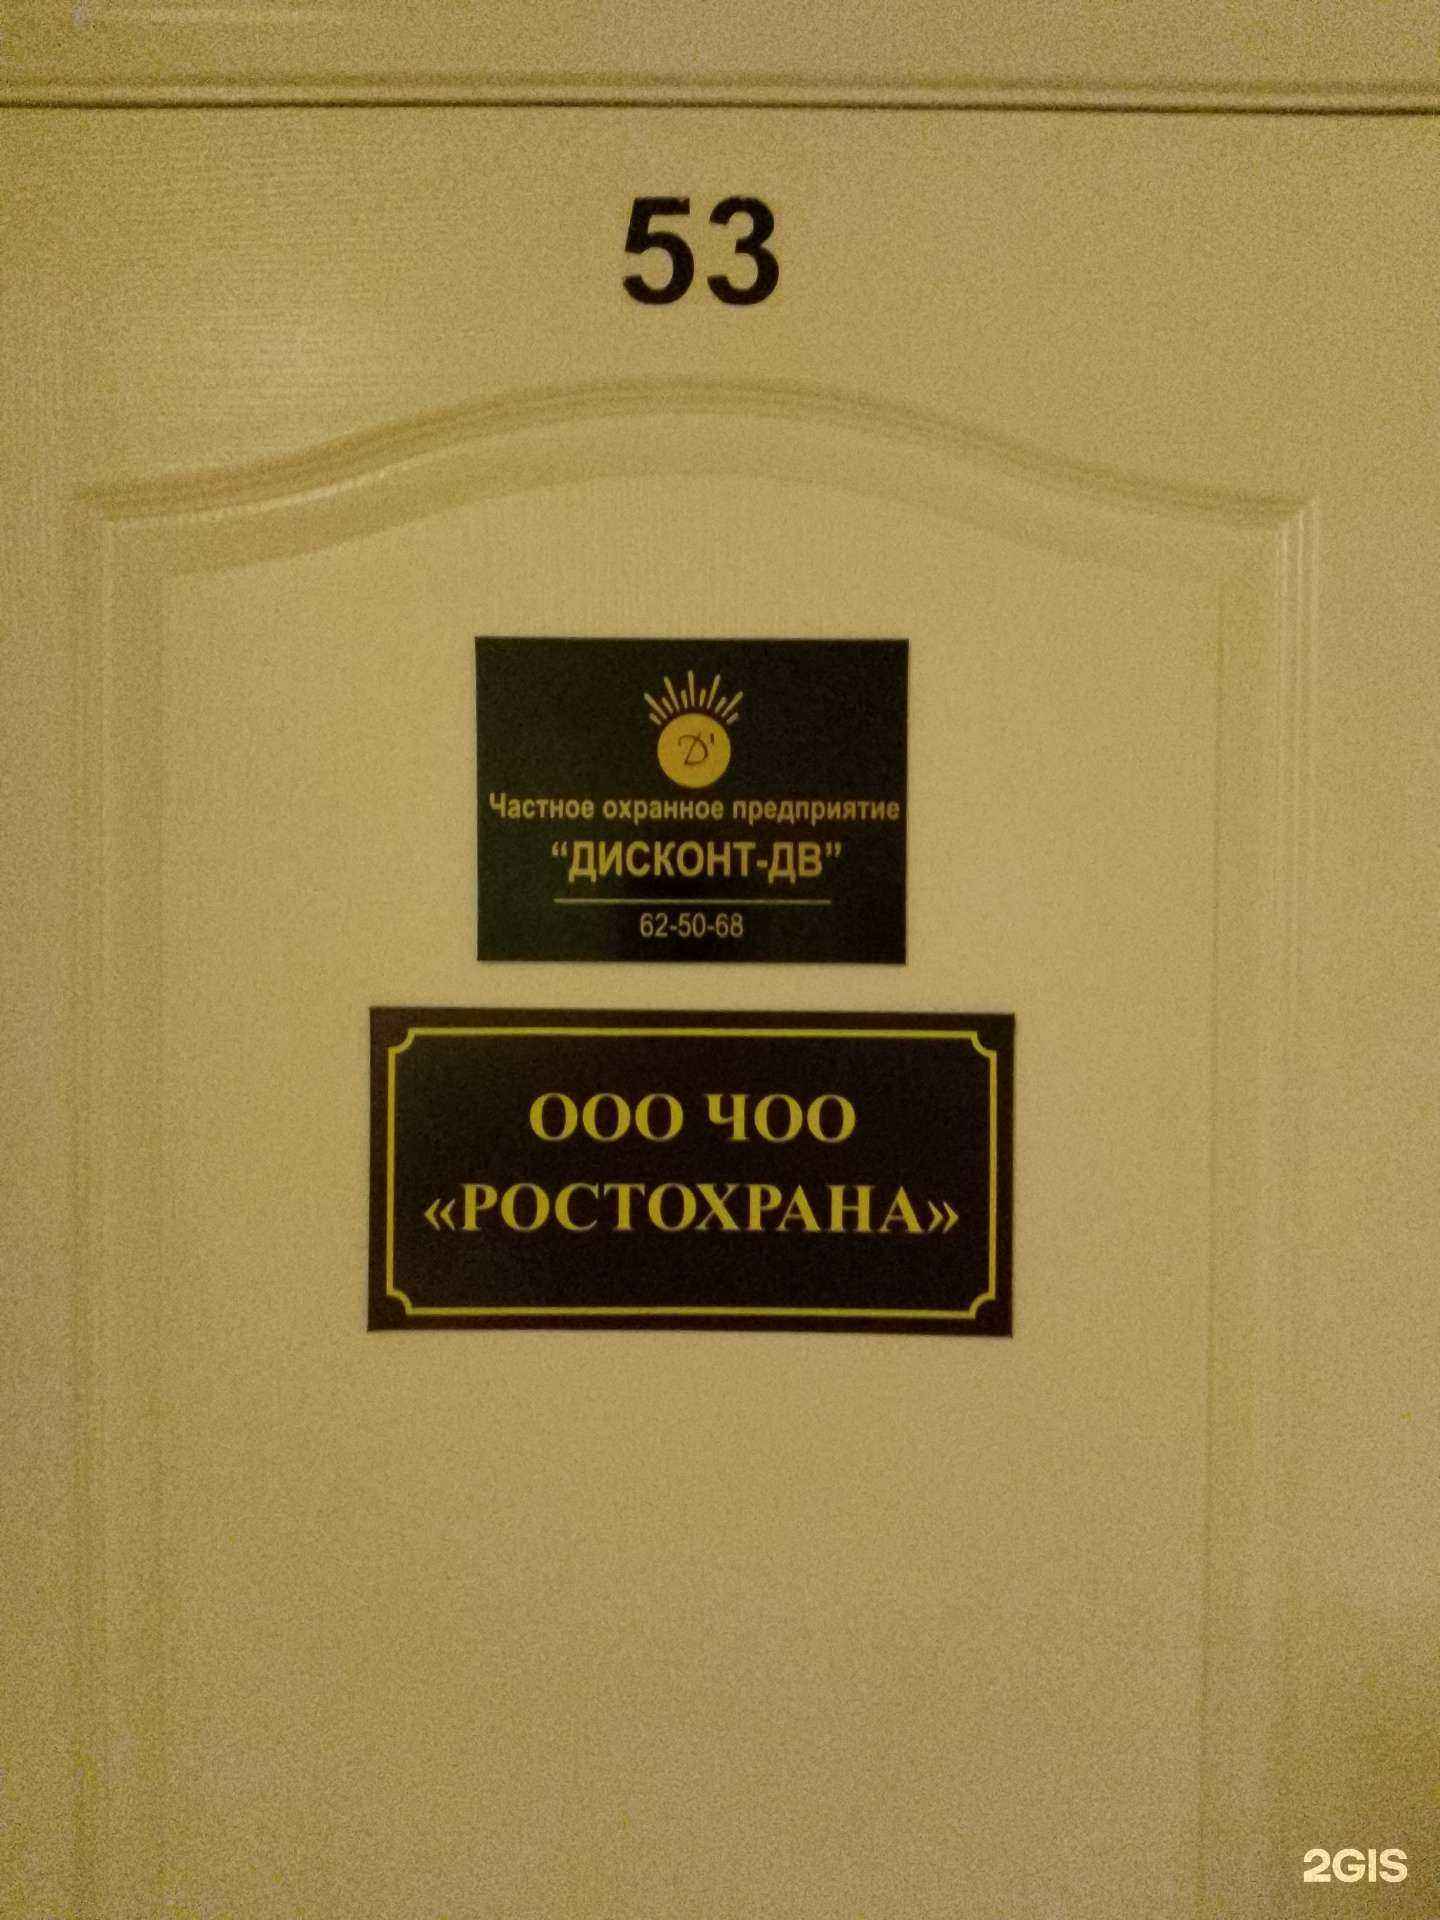 53
Д'
Частное охранное предприятие
“ДИСКОНТ-ДВ”
62-50-68
ООО ЧОО
«РОСТОХРАНА»
2GIS